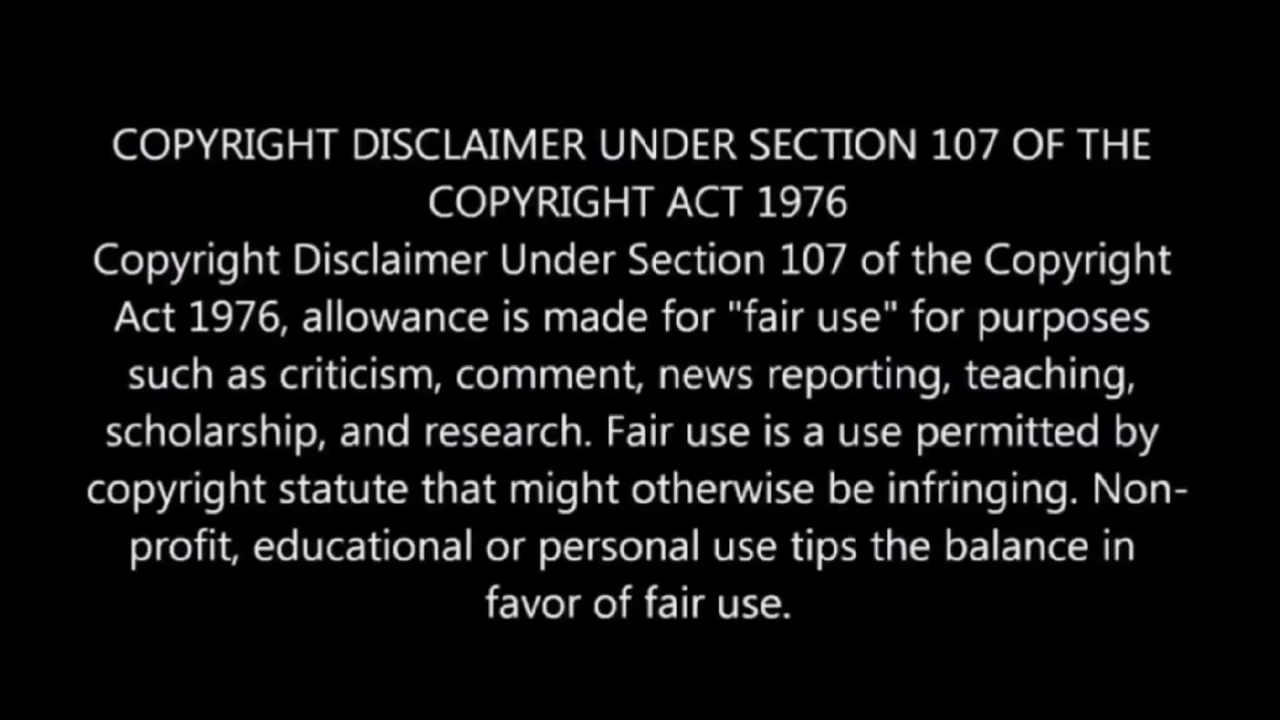 COPYRIGHT DISCLAIMER UNDER SECTION 107 OF THE
COPYRIGHT ACT 1976
Copyright Disclaimer Under Section 107 of the Copyright
Act 1976, allowance is made for "fair use" for purposes
such as criticism, comment, news reporting, teaching,
scholarship, and research. Fair use is a use permitted by
copyright statute that might otherwise be infringing. Non-
profit, educational or personal use tips the balance in
favor of fair use.